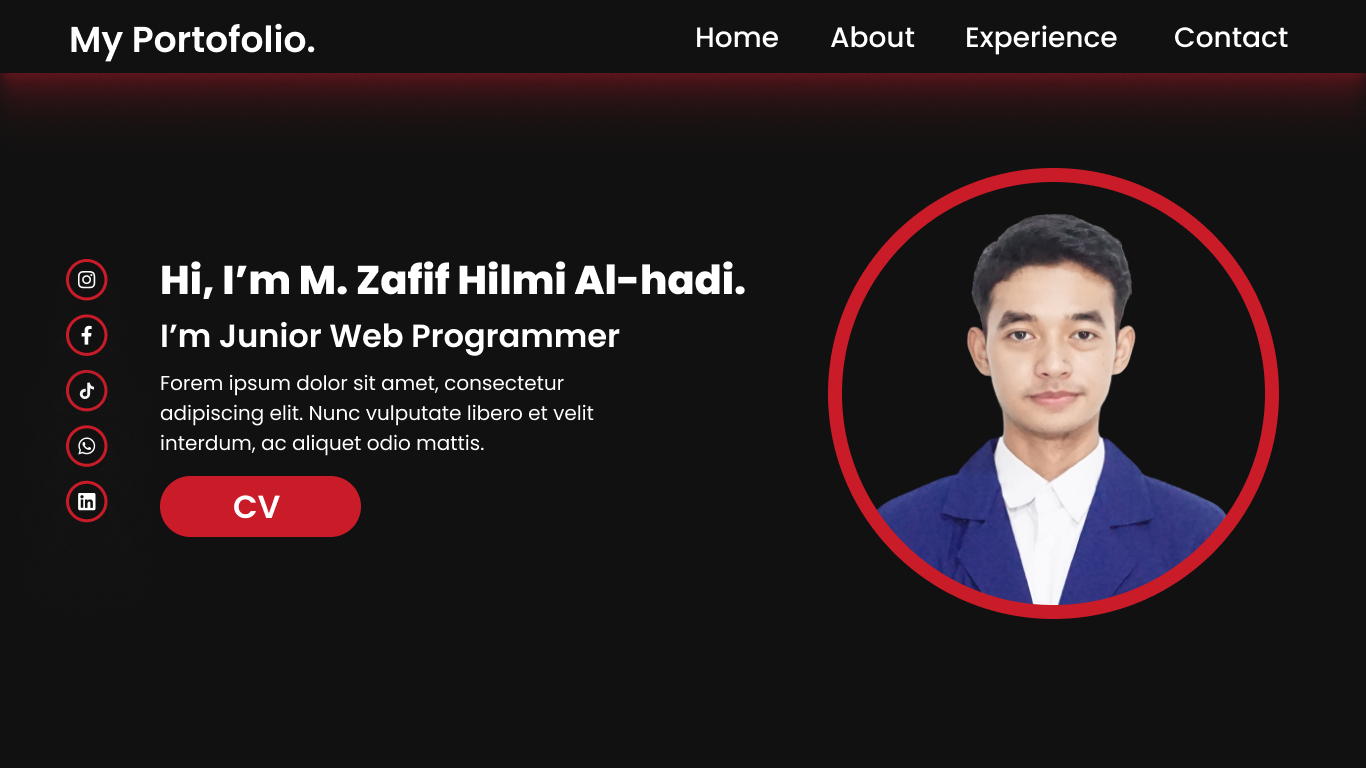 My Portofolio.
Home About Experience Contact
Hi, I’m M. Zafif Hilmi Al-hadi.
I’m Junior Web Programmer
Forem ipsum dolor sit amet, consectetur
adipiscing elit. Nunc vulputate libero et velit
interdum, ac aliquet odio mattis.
CV